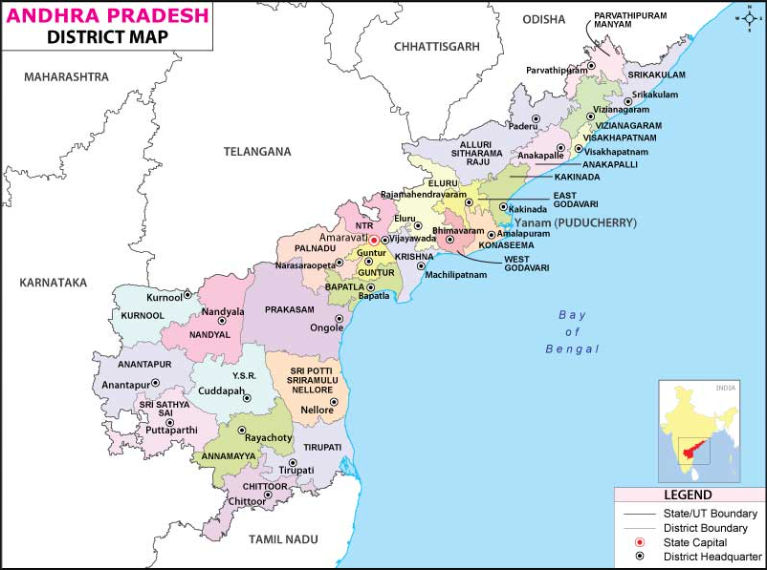 ANDHRA PRADESH
DISTRICT MAP
ODISHA
PARVATHIPURAM
MANYAM
CHHATTISGARH
MAHARASHTRA
Parvathipuram
SRIKAKULAM
Srikakulam
Vizianagaram
Paderu
VIZIANAGARAM
VISAKHAPATNAM
TELANGANA
ALLURI
SITHARAMA
RAJU
Anakapalle
Visakhapatnam
ANAKAPALLI
KAKINADA
ELURU
Rajamahendravaram
EAST
GODAVARI
Kakinada
Eluru
Yanam (PUDUCHERRY)
NTR
Amaravati
Vijayawada
Bhimavaram
Amalapuram
KONASEEMA
PALNADU
Guntur
KRISHNA
WEST
GODAVARI
Narasaraopeta
GUNTUR
Machilipatnam
KARNATAKA
BAPATLA
Bapatla
Kurnool
KURNOOL
Nandyala
NANDYAL
PRAKASAM
Ongole
Bay
of
Bengal
ANANTAPUR
Anantapur
Y.S.R.
Cuddapah
SRI POTTI
SRIRAMULU
NELLORE
Nellore
SRI SATHYA
SAI
Puttaparthi
Rayachoty
ANNAMAYYA
TIRUPATI
Tirupati
CHITTOOR
Chittoor
TAMIL NADU
INDIA
LEGEND
State/UT Boundary
District Boundary
State Capital
District Headquarter